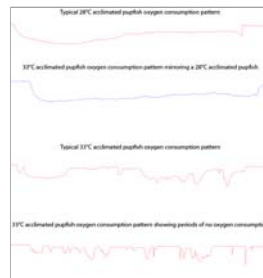 Typical 28°C acclimated pupfish oxygen consumption pattern
33°C acclimated pupfish oxygen consumption pattern mirroring a 28°C acclimated pupfish
Typical 33°C acclimated pupfish oxygen consumption pattern
33°C acclimated pupfish oxygen consumption pattern showing periods of no oxygen consumptio